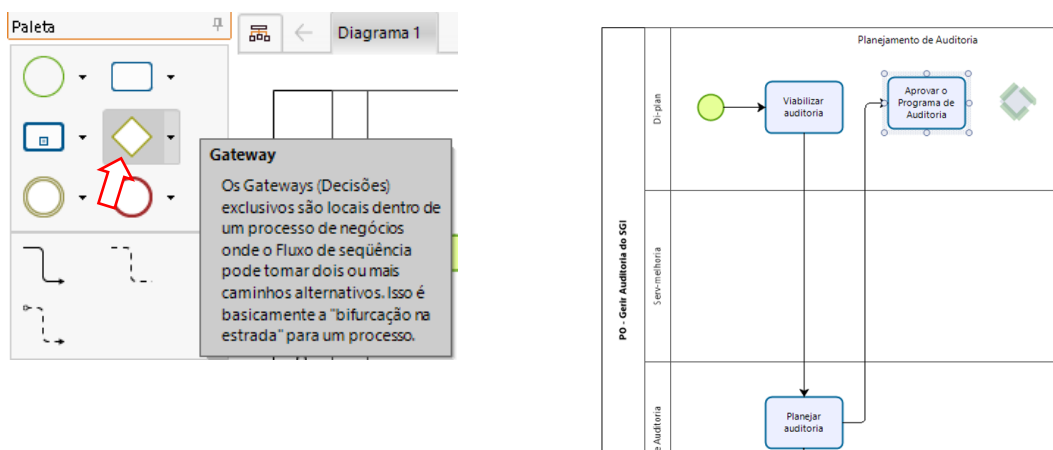 Paleta
Diagrama 1
Gateway
Os Gateways (Decisões)
exclusivos são locais dentro de
um processo de negócios
onde o Fluxo de seqüência
pode tomar dois ou mais
caminhos alternativos. Isso é
basicamente a "bifurcação na
estrada" para um processo.
Planejamento de Auditoria
PO - Gerir Auditoria do SGI
Di-plan
Viabilizar
auditoria
Aprovar o
Programa de
Auditoria
Serv-melhoria
e Auditoria
Planejar
auditoria